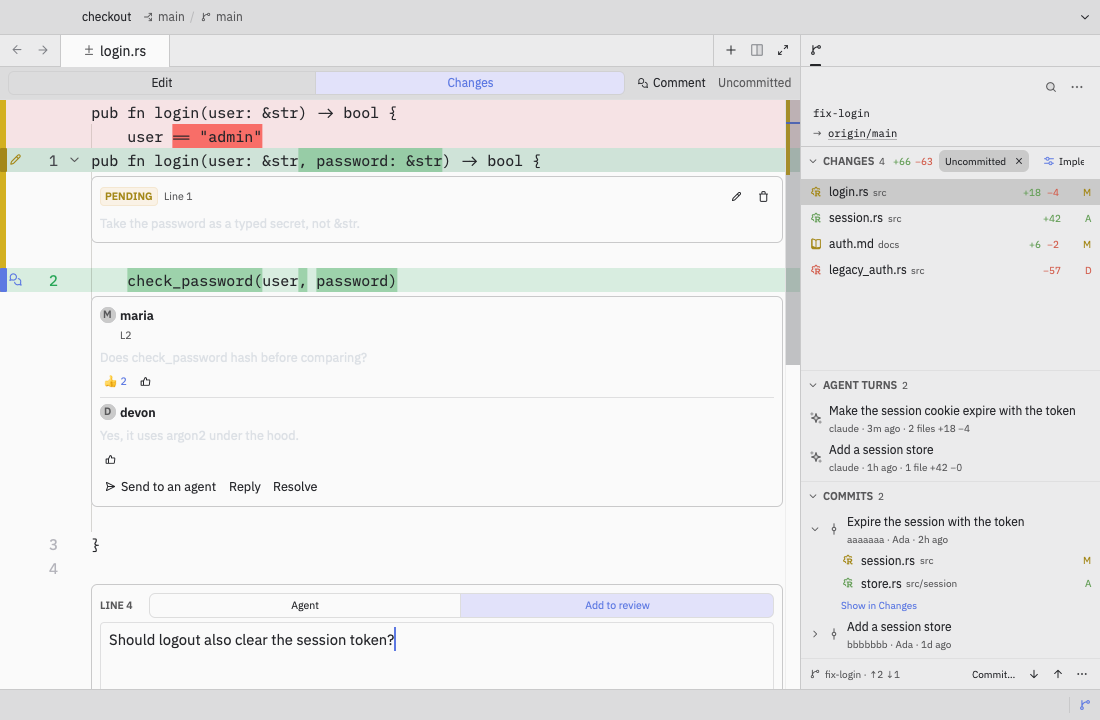 checkout main / main
login.rs
Edit Changes Comment Uncommitted
pub fn login(user: &str) -> bool {
user == "admin"
1 pub fn login(user: &str, password: &str) -> bool {
PENDING Line 1
Take the password as a typed secret, not &str.
2 check_password(user, password)
M maria
L2
Does check_password hash before comparing?
👍 2
D devon
Yes, it uses argon2 under the hood.
Send to an agent Reply Resolve
3 }
4
LINE 4 Agent Add to review
Should logout also clear the session token?
fix-login
→ origin/main
CHANGES 4 +66 −63 Uncommitted × Imple
login.rs src +18 −4 M
session.rs src +42 A
auth.md docs +6 −2 M
legacy_auth.rs src −57 D
AGENT TURNS 2
Make the session cookie expire with the token
claude · 3m ago · 2 files +18 −4
Add a session store
claude · 1h ago · 1 file +42 −0
COMMITS 2
Expire the session with the token
aaaaaaa · Ada · 2h ago
session.rs src M
store.rs src/session A
Show in Changes
Add a session store
bbbbbbb · Ada · 1d ago
fix-login · ↑2 ↓1 Commit... ↓ ↑ ···